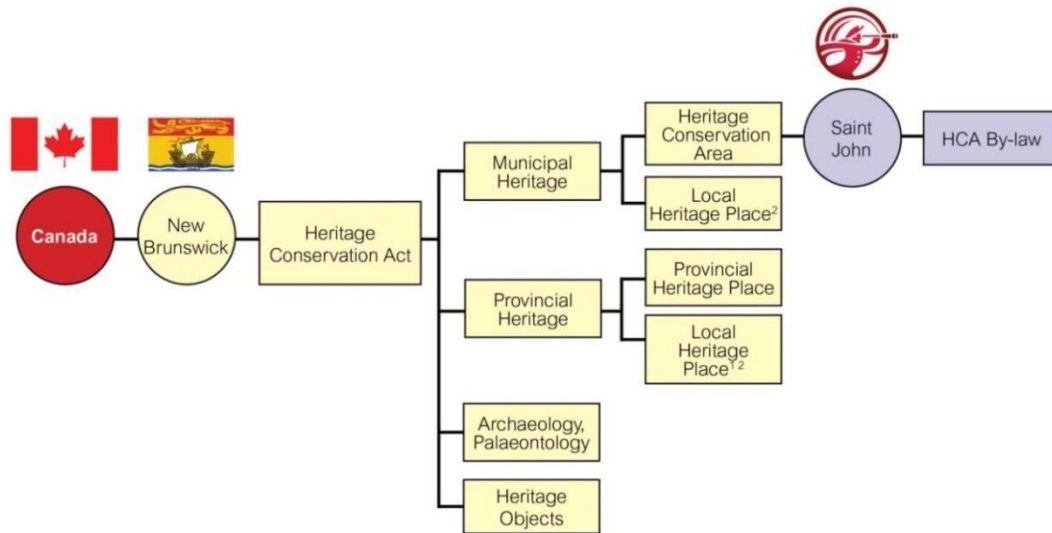 Canada
New
Brunswick
Heritage
Conservation Act
Municipal
Heritage
Heritage
Conservation
Area
Saint
John
HCA By-law
Local
Heritage Place²
Provincial
Heritage
Provincial
Heritage Place
Local
Heritage
Place¹ ²
Archaeology,
Palaeontology
Heritage
Objects